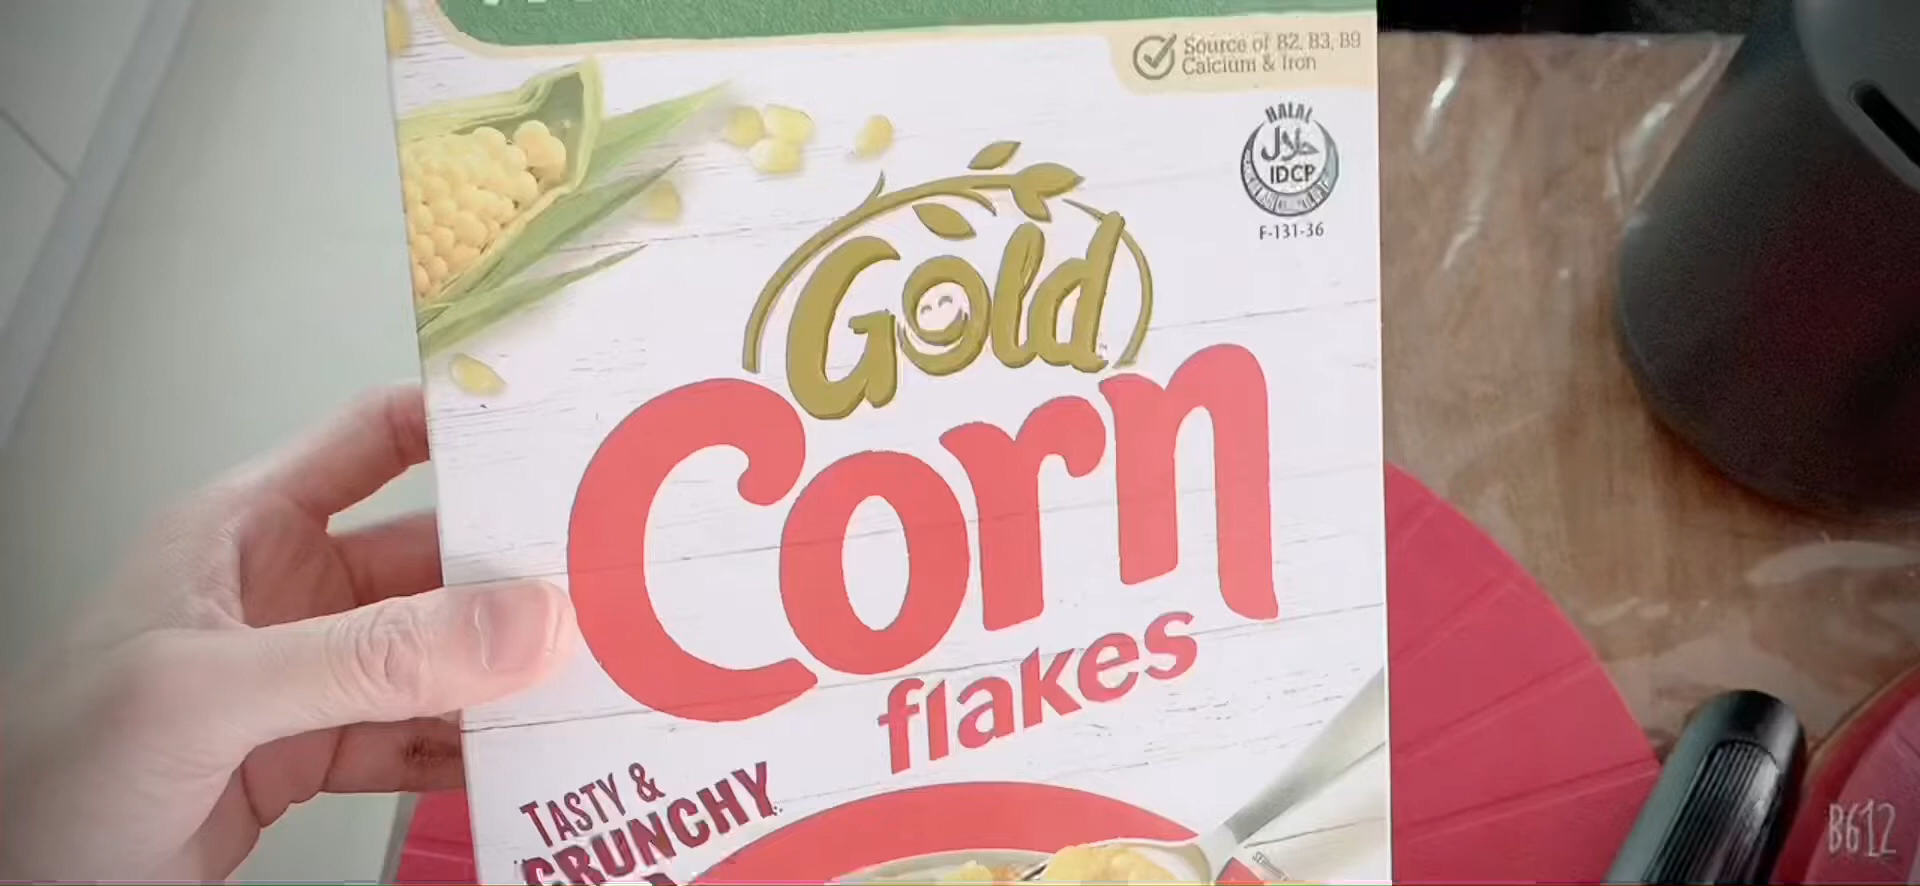 Source of B2, B3, B9
Calcium & Iron
HALAL
حلال
IDCP
F-131-36
Gold
Corn
flakes
TASTY &
CRUNCHY
B612